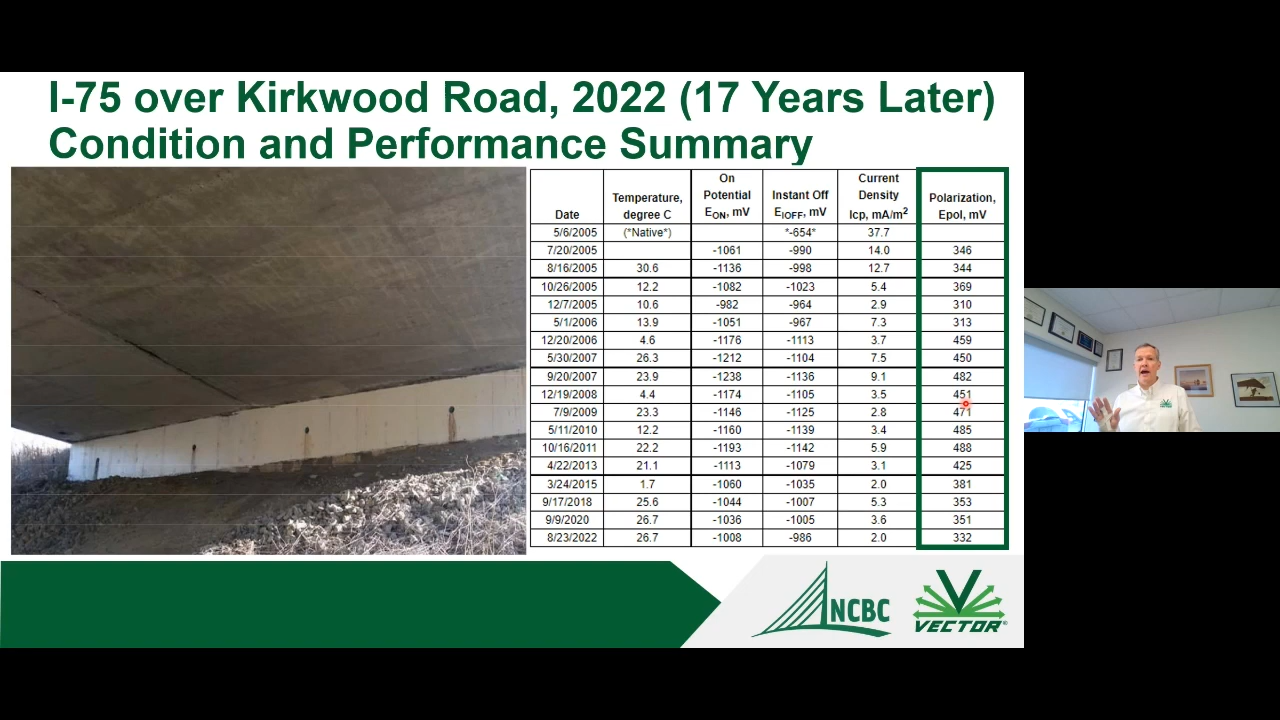 I-75 over Kirkwood Road, 2022 (17 Years Later)
Condition and Performance Summary
Date | Temperature, degree C | On Potential E_ON, mV | Instant Off E_IOFF, mV | Current Density Icp, mA/m² | Polarization, Epol, mV
5/6/2005 | (*Native*) | | *-654* | 37.7 |
7/20/2005 | | -1061 | -990 | 14.0 | 346
8/16/2005 | 30.6 | -1136 | -998 | 12.7 | 344
10/26/2005 | 12.2 | -1082 | -1023 | 5.4 | 369
12/7/2005 | 10.6 | -982 | -964 | 2.9 | 310
5/1/2006 | 13.9 | -1051 | -967 | 7.3 | 313
12/20/2006 | 4.6 | -1176 | -1113 | 3.7 | 459
5/30/2007 | 26.3 | -1212 | -1104 | 7.5 | 450
9/20/2007 | 23.9 | -1238 | -1136 | 9.1 | 482
12/19/2008 | 4.4 | -1174 | -1105 | 3.5 | 451
7/9/2009 | 23.3 | -1146 | -1125 | 2.8 | 471
5/11/2010 | 12.2 | -1160 | -1139 | 3.4 | 485
10/16/2011 | 22.2 | -1193 | -1142 | 5.9 | 488
4/22/2013 | 21.1 | -1113 | -1079 | 3.1 | 425
3/24/2015 | 1.7 | -1060 | -1035 | 2.0 | 381
9/17/2018 | 25.6 | -1044 | -1007 | 5.3 | 353
9/9/2020 | 26.7 | -1036 | -1005 | 3.6 | 351
8/23/2022 | 26.7 | -1008 | -986 | 2.0 | 332
NCBC
VECTOR®